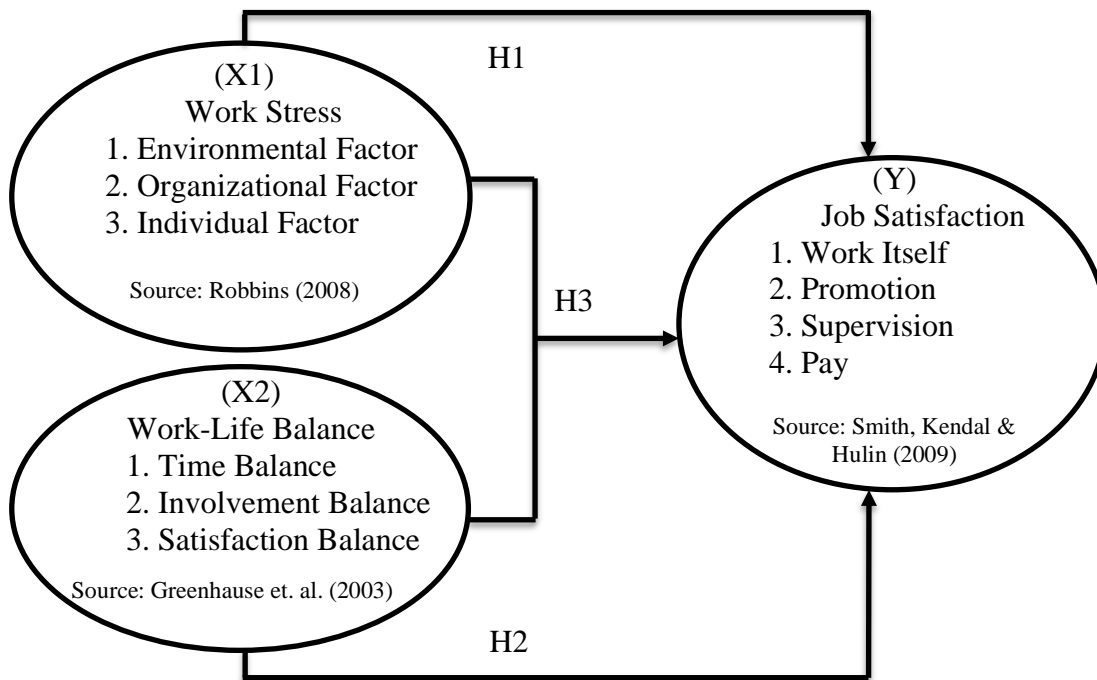 H1
(X1)
Work Stress
1. Environmental Factor
2. Organizational Factor
3. Individual Factor
Source: Robbins (2008)
(Y)
Job Satisfaction
1. Work Itself
2. Promotion
3. Supervision
4. Pay
Source: Smith, Kendal &
Hulin (2009)
H3
(X2)
Work-Life Balance
1. Time Balance
2. Involvement Balance
3. Satisfaction Balance
Source: Greenhause et. al. (2003)
H2